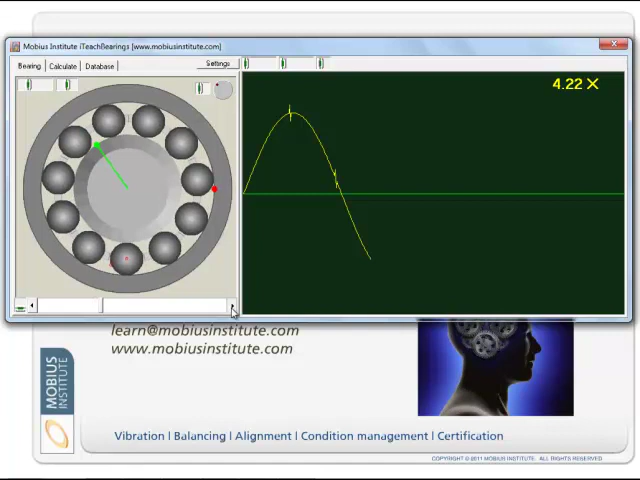 Mobius Institute iTeachBearings [www.mobiusinstitute.com]
Bearing Calculate Database Settings
4.22 X
learn@mobiusinstitute.com
www.mobiusinstitute.com
MOBIUS
INSTITUTE
Vibration | Balancing | Alignment | Condition management | Certification
COPYRIGHT © 2011 MOBIUS INSTITUTE. ALL RIGHTS RESERVED